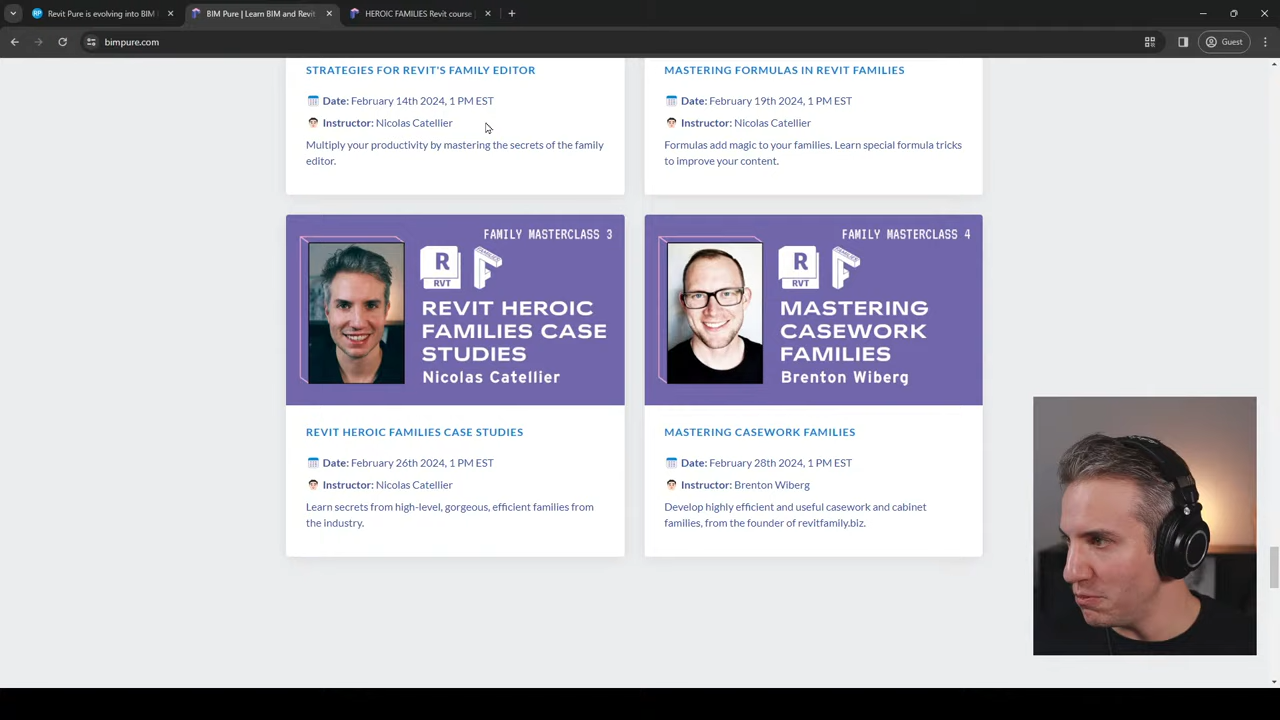 Revit Pure is evolving into BIM
BIM Pure | Learn BIM and Revit
HEROIC FAMILIES Revit course
bimpure.com
Guest
STRATEGIES FOR REVIT'S FAMILY EDITOR
Date: February 14th 2024, 1 PM EST
Instructor: Nicolas Catellier
Multiply your productivity by mastering the secrets of the family
editor.
MASTERING FORMULAS IN REVIT FAMILIES
Date: February 19th 2024, 1 PM EST
Instructor: Nicolas Catellier
Formulas add magic to your families. Learn special formula tricks
to improve your content.
FAMILY MASTERCLASS 3
R
RVT
FAMILIES
REVIT HEROIC
FAMILIES CASE
STUDIES
Nicolas Catellier
REVIT HEROIC FAMILIES CASE STUDIES
Date: February 26th 2024, 1 PM EST
Instructor: Nicolas Catellier
Learn secrets from high-level, gorgeous, efficient families from
the industry.
FAMILY MASTERCLASS 4
R
RVT
FAMILIES
MASTERING
CASEWORK
FAMILIES
Brenton Wiberg
MASTERING CASEWORK FAMILIES
Date: February 28th 2024, 1 PM EST
Instructor: Brenton Wiberg
Develop highly efficient and useful casework and cabinet
families, from the founder of revitfamily.biz.